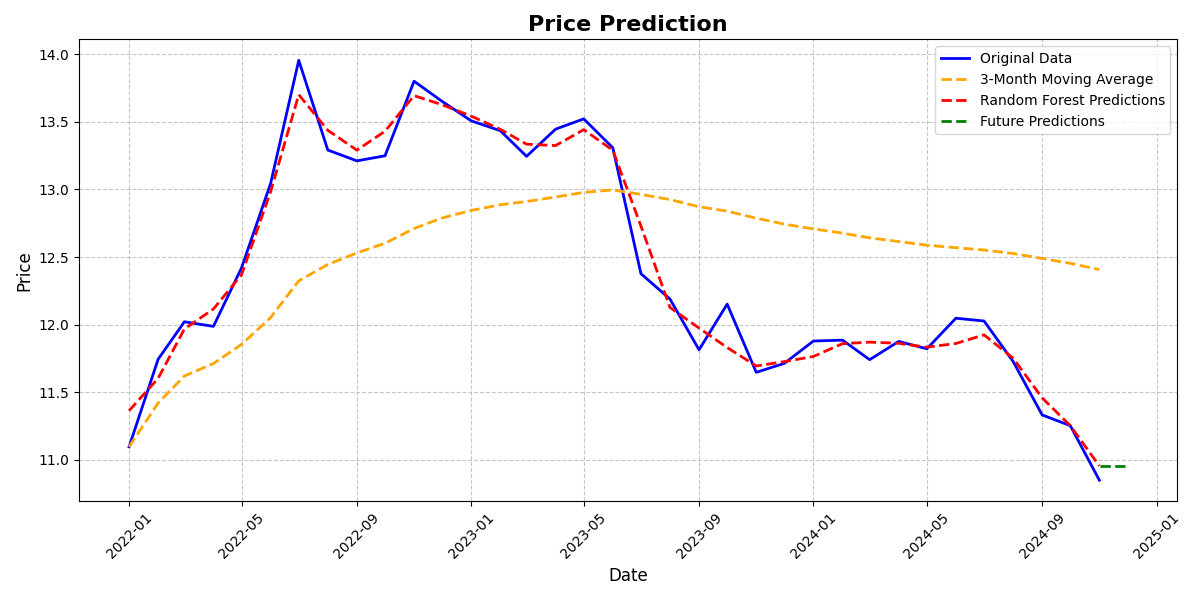 Price Prediction
Original Data
3-Month Moving Average
Random Forest Predictions
Future Predictions
Price
14.0
13.5
13.0
12.5
12.0
11.5
11.0
2022-01
2022-05
2022-09
2023-01
2023-05
2023-09
2024-01
2024-05
2024-09
2025-01
Date